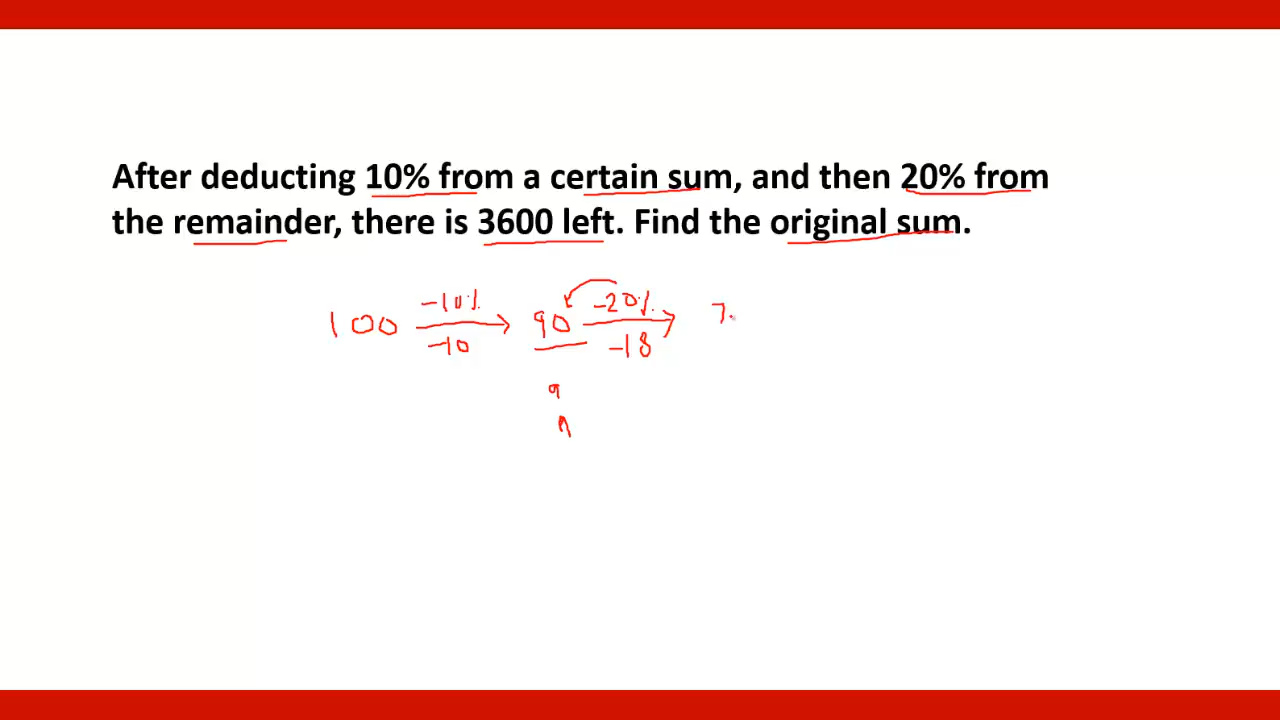 After deducting 10% from a certain sum, and then 20% from
the remainder, there is 3600 left. Find the original sum.
-10% -20%
100 90 7
-10 -18
9
9